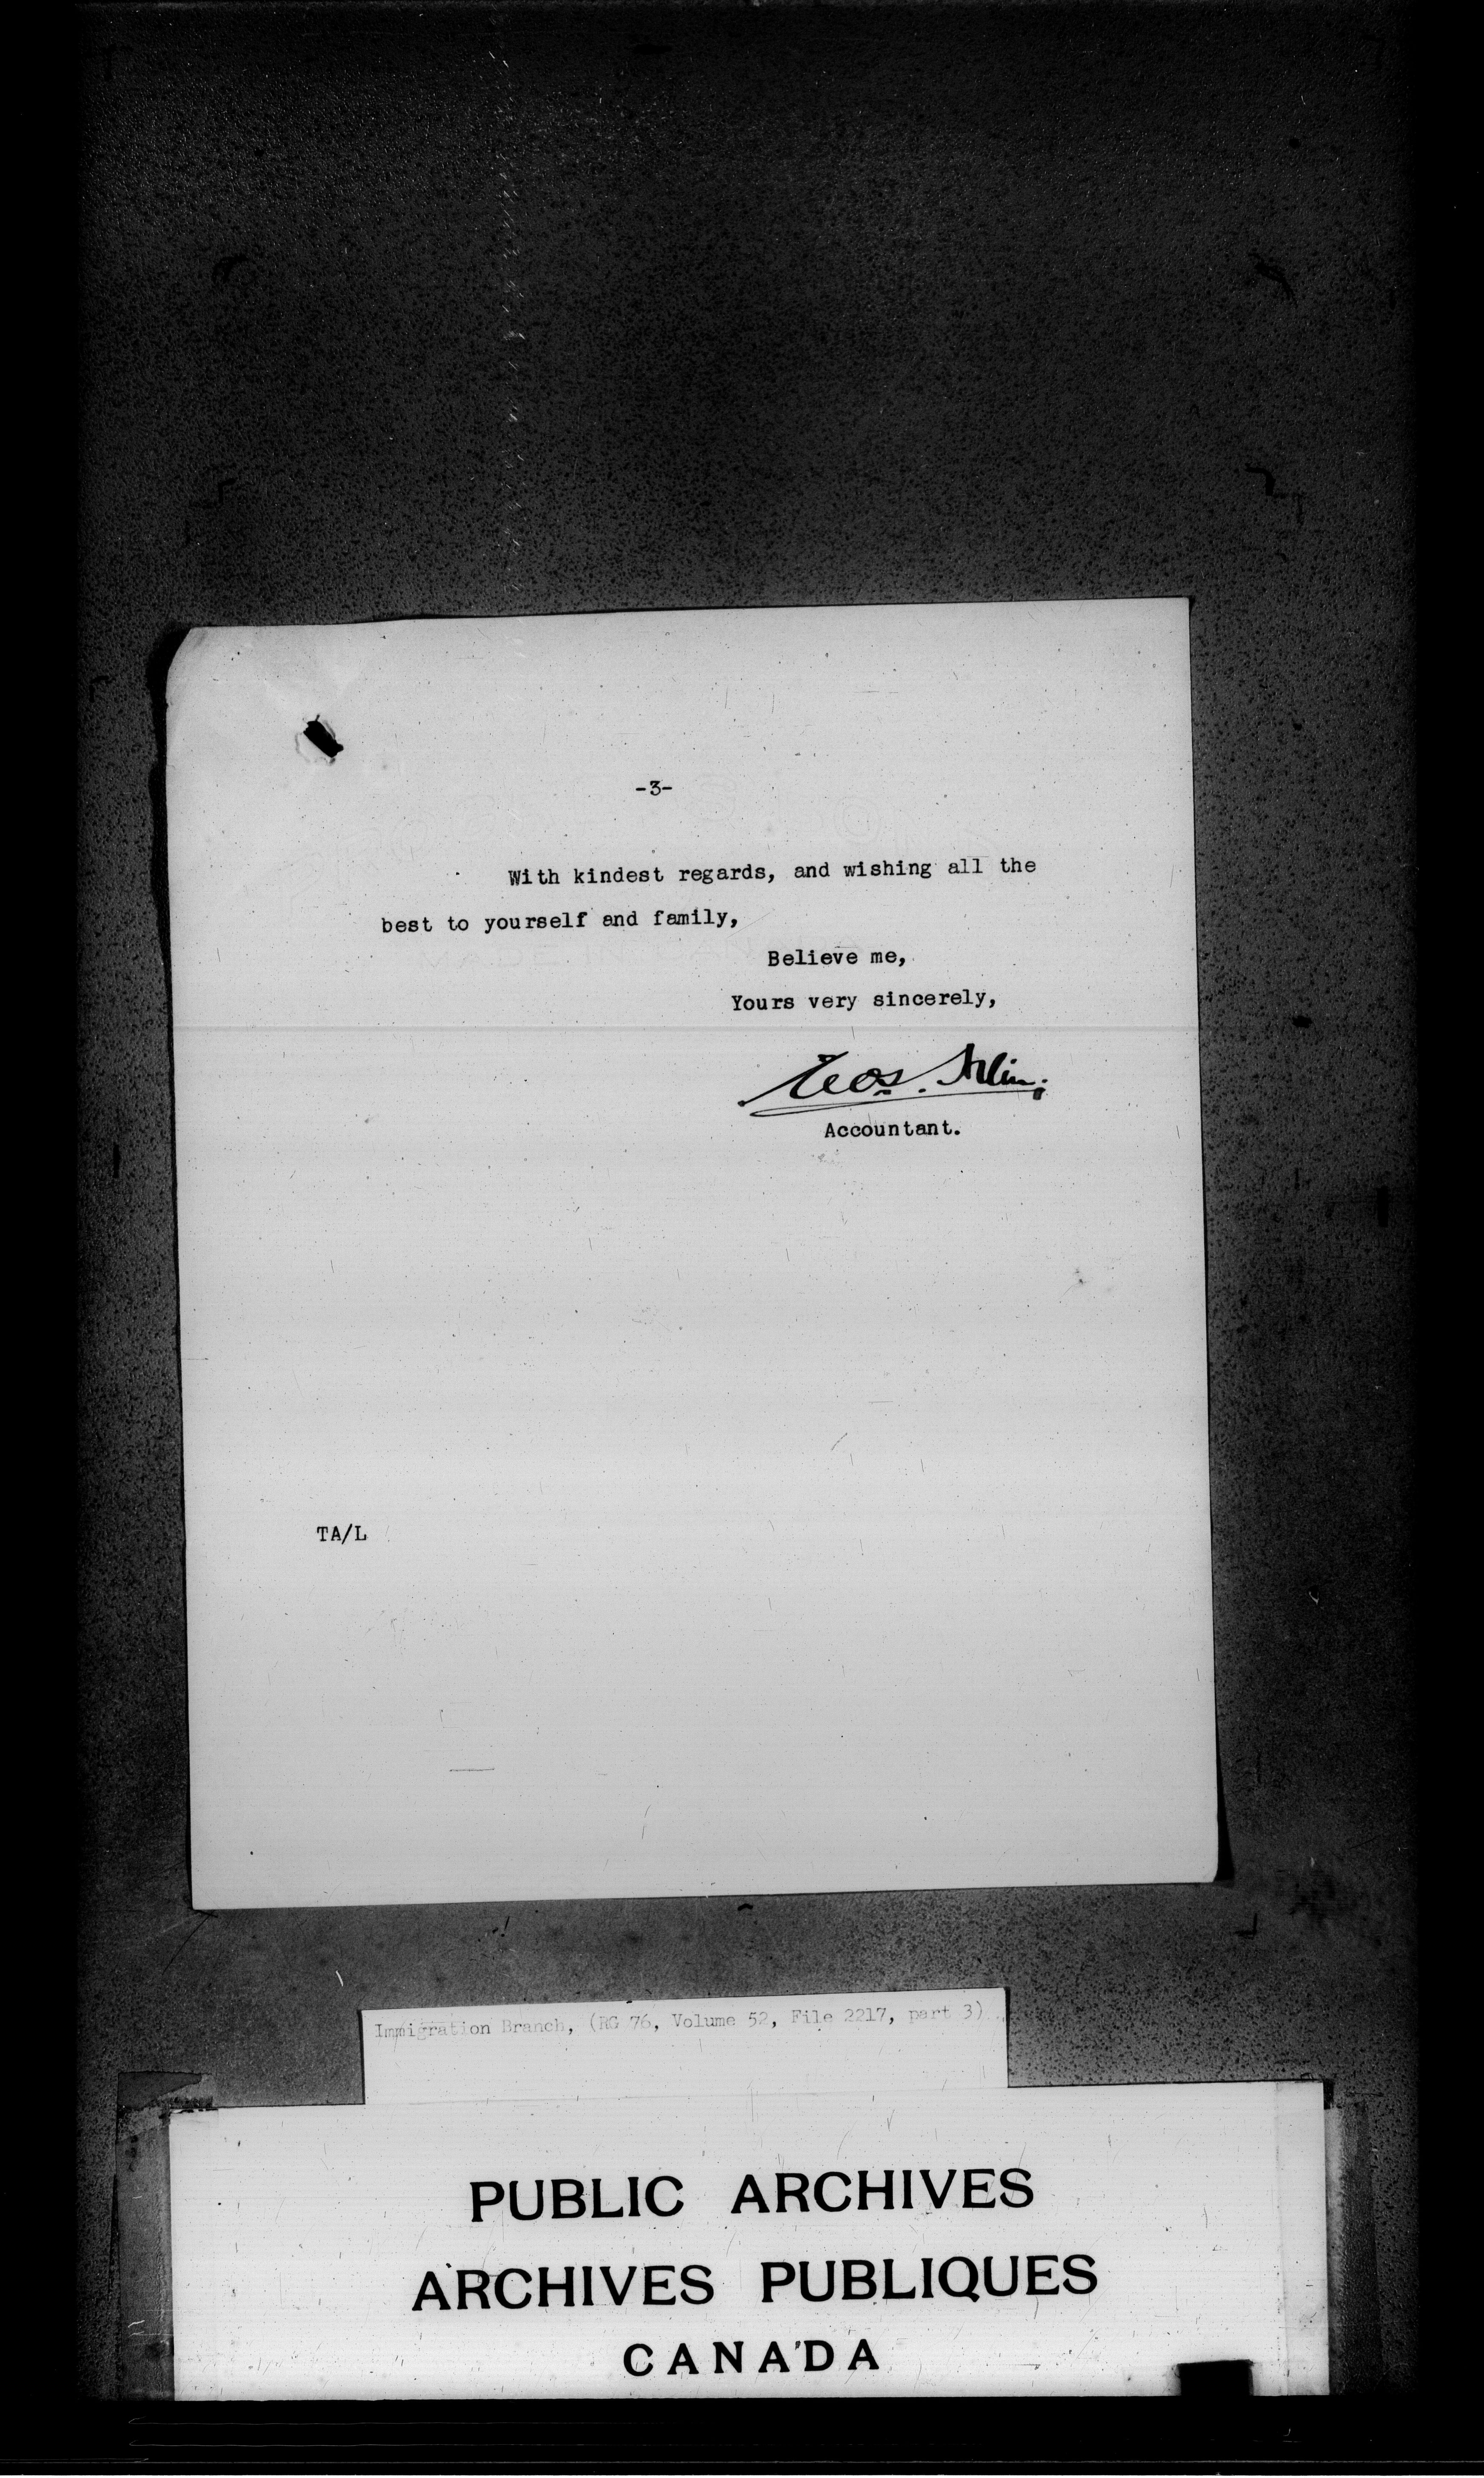 -3-
With kindest regards, and wishing all the
best to yourself and family,
Believe me,
Yours very sincerely,
Accountant.
TA/L
Immigration Branch, (RG 76, Volume 52, File 2217, part 3)
PUBLIC ARCHIVES
ARCHIVES PUBLIQUES
CANADA